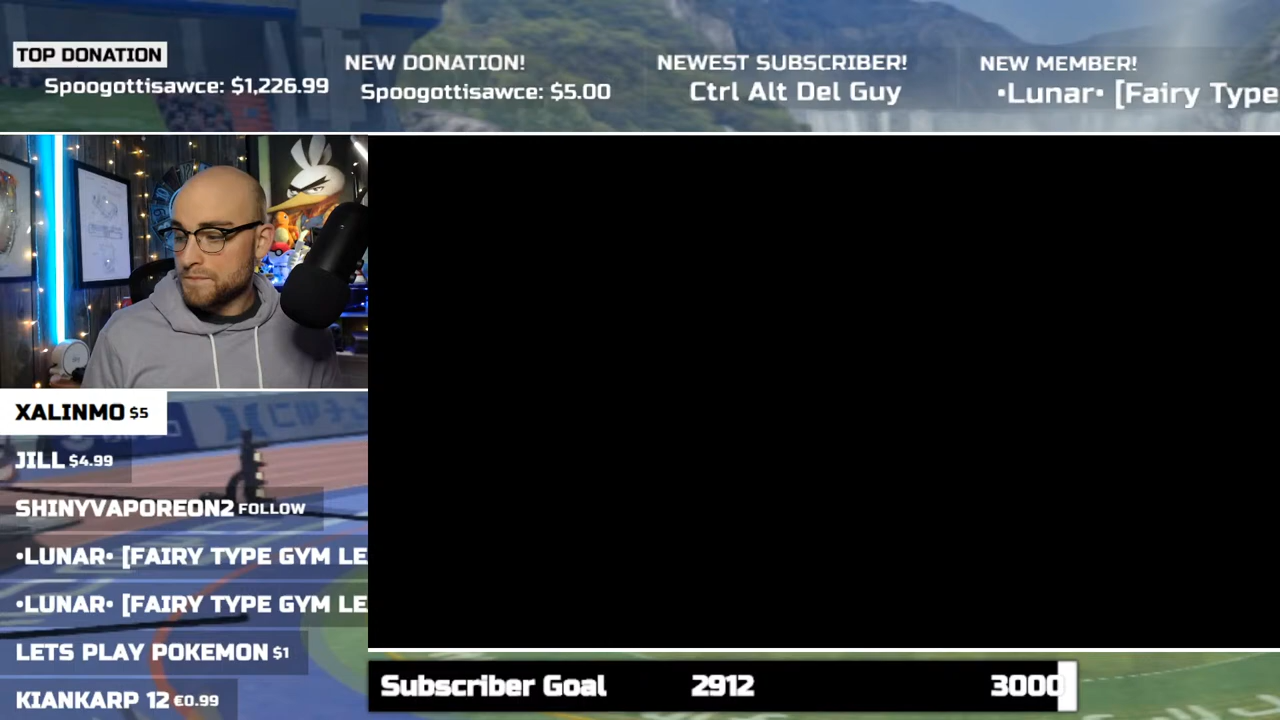 TOP DONATION
Spoogottisawce: $1,226.99
NEW DONATION!
Spoogottisawce: $5.00
NEWEST SUBSCRIBER!
Ctrl Alt Del Guy
NEW MEMBER!
•Lunar• [Fairy Type
XALINMO $5
JILL $4.99
SHINYVAPOREON2 FOLLOW
•LUNAR• [FAIRY TYPE GYM LE
•LUNAR• [FAIRY TYPE GYM LE
LETS PLAY POKEMON $1
KIANKARP 12 €0.99
Subscriber Goal 2912 3000